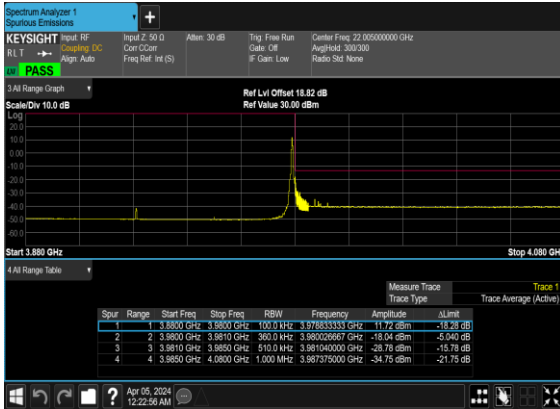 Spectrum Analyzer 1
Spurious Emissions
KEYSIGHT Input: RF Input Z: 50 Ω Atten: 30 dB Trig: Free Run Center Freq: 22.005000000 GHz
RLT Coupling: DC Corr CCorr Gate: Off Avg|Hold: 300/300
Align: Auto Freq Ref: Int (S) IF Gain: Low Radio Std: None
PASS
3 All Range Graph
Ref Lvl Offset 18.82 dB
Scale/Div 10.0 dB Ref Value 30.00 dBm
Log
20.0
10.0
0.00
-10.0
-20.0
-30.0
-40.0
-50.0
-60.0
Start 3.880 GHz Stop 4.080 GH
4 All Range Table
Measure Trace Trace 1
Trace Type Trace Average (Active)
Spur Range Start Freq Stop Freq RBW Frequency Amplitude ΔLimit
1 1 3.8800 GHz 3.9800 GHz 100.0 kHz 3.978833333 GHz 11.72 dBm -18.28 dB
2 2 3.9800 GHz 3.9810 GHz 360.0 kHz 3.980026667 GHz -18.04 dBm -5.040 dB
3 3 3.9810 GHz 3.9850 GHz 510.0 kHz 3.981040000 GHz -28.78 dBm -15.78 dB
4 4 3.9850 GHz 4.0800 GHz 1.000 MHz 3.987375000 GHz -34.75 dBm -21.75 dB
Apr 05, 2024
12:22:56 AM